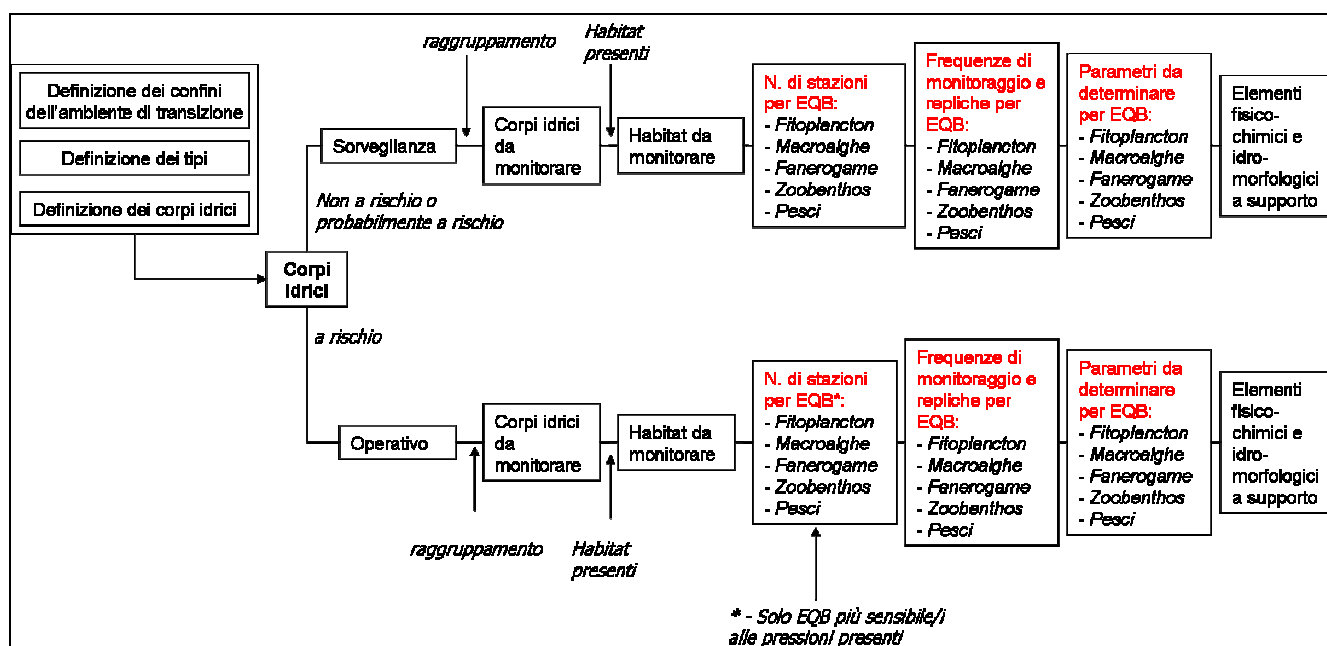 Definizione dei confini
dell'ambiente di transizione
Definizione dei tipi
Definizione dei corpi idrici
Corpi
idrici
Non a rischio o
probabilmente a rischio
Sorveglianza
raggruppamento
Corpi idrici
da
monitorare
Habitat
presenti
Habitat da
monitorare
N. di stazioni
per EQB:
- Fitoplancton
- Macroalghe
- Fanerogame
- Zoobenthos
- Pesci
Frequenze di
monitoraggio e
repliche per
EQB:
- Fitoplancton
- Macroalghe
- Fanerogame
- Zoobenthos
- Pesci
Parametri da
determinare
per EQB:
- Fitoplancton
- Macroalghe
- Fanerogame
- Zoobenthos
- Pesci
Elementi
fisico-
chimici e
idro-
morfologici
a supporto
a rischio
Operativo
raggruppamento
Corpi idrici
da
monitorare
Habitat
presenti
Habitat da
monitorare
N. di stazioni
per EQB*:
- Fitoplancton
- Macroalghe
- Fanerogame
- Zoobenthos
- Pesci
* - Solo EQB più sensibile/i
alle pressioni presenti
Frequenze di
monitoraggio e
repliche per
EQB:
- Fitoplancton
- Macroalghe
- Fanerogame
- Zoobenthos
- Pesci
Parametri da
determinare
per EQB:
- Fitoplancton
- Macroalghe
- Fanerogame
- Zoobenthos
- Pesci
Elementi
fisico-
chimici e
idro-
morfologici
a supporto